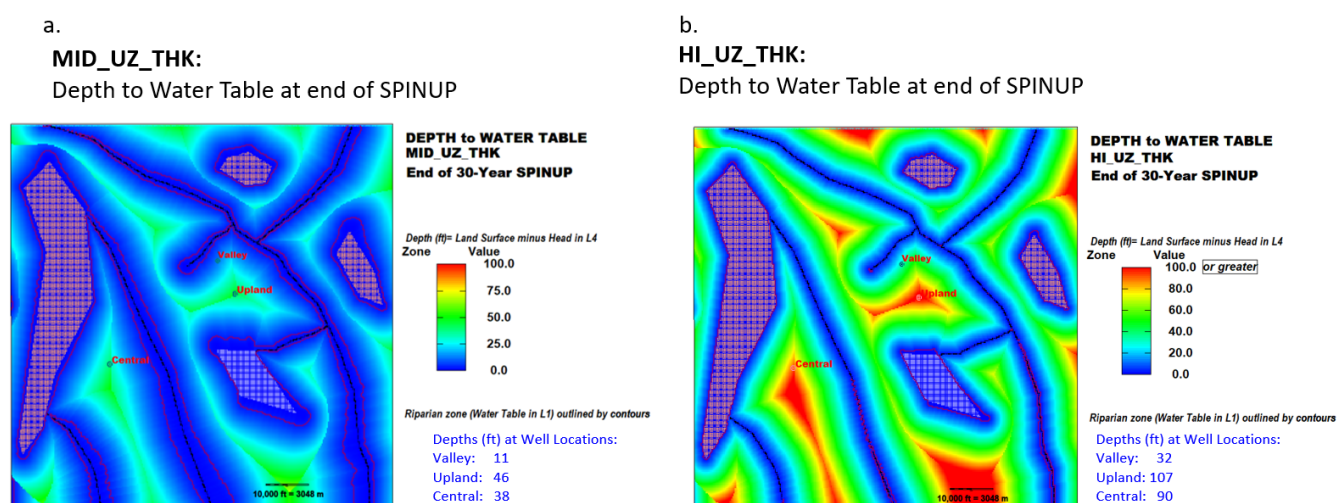 a.
MID_UZ_THK:
Depth to Water Table at end of SPINUP
DEPTH to WATER TABLE
MID_UZ_THK
End of 30-Year SPINUP
Depth (ft)= Land Surface minus Head in L4
Zone Value
100.0
75.0
50.0
25.0
0.0
Valley
Upland
Central
10,000 ft = 3048 m
Riparian zone (Water Table in L1) outlined by contours
Depths (ft) at Well Locations:
Valley: 11
Upland: 46
Central: 38
b.
HI_UZ_THK:
Depth to Water Table at end of SPINUP
DEPTH to WATER TABLE
HI_UZ_THK
End of 30-Year SPINUP
Depth (ft)= Land Surface minus Head in L4
Zone Value
100.0 or greater
80.0
60.0
40.0
20.0
0.0
Valley
Upland
Central
10,000 ft = 3048 m
Riparian zone (Water Table in L1) outlined by contours
Depths (ft) at Well Locations:
Valley: 32
Upland: 107
Central: 90